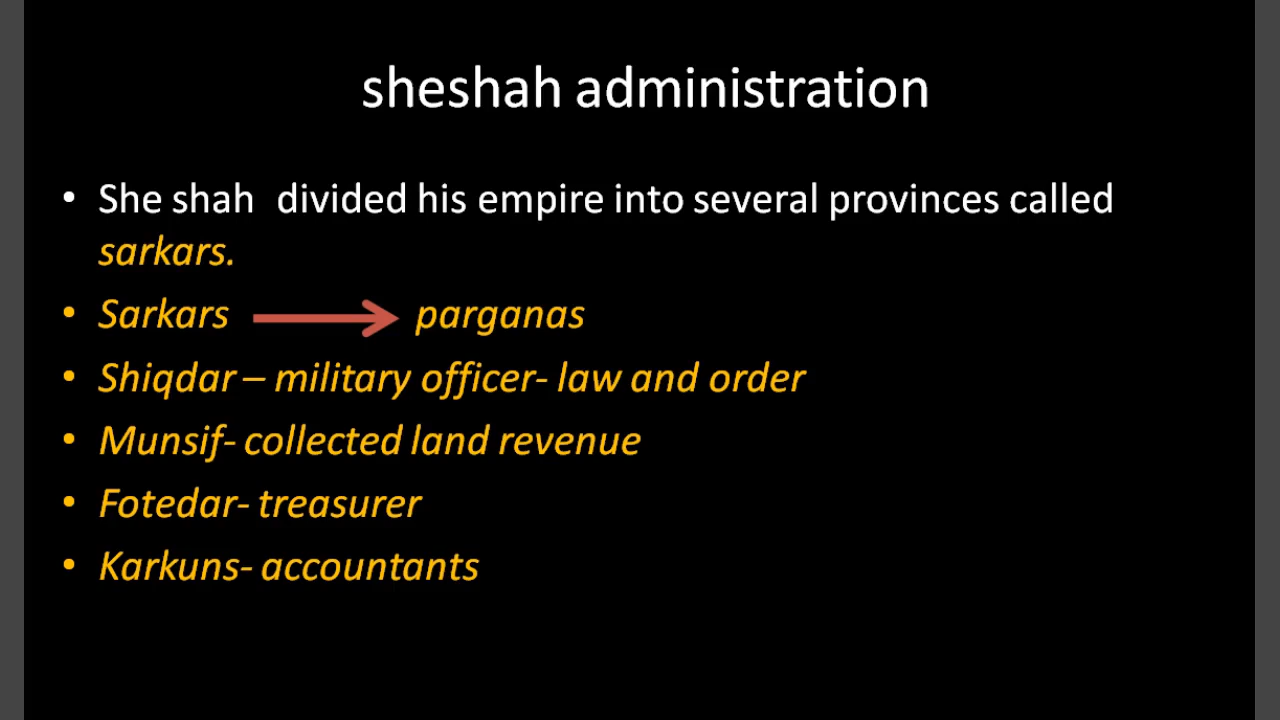 sheshah administration
• She shah divided his empire into several provinces called
sarkars.
• Sarkars → parganas
• Shiqdar – military officer- law and order
• Munsif- collected land revenue
• Fotedar- treasurer
• Karkuns- accountants